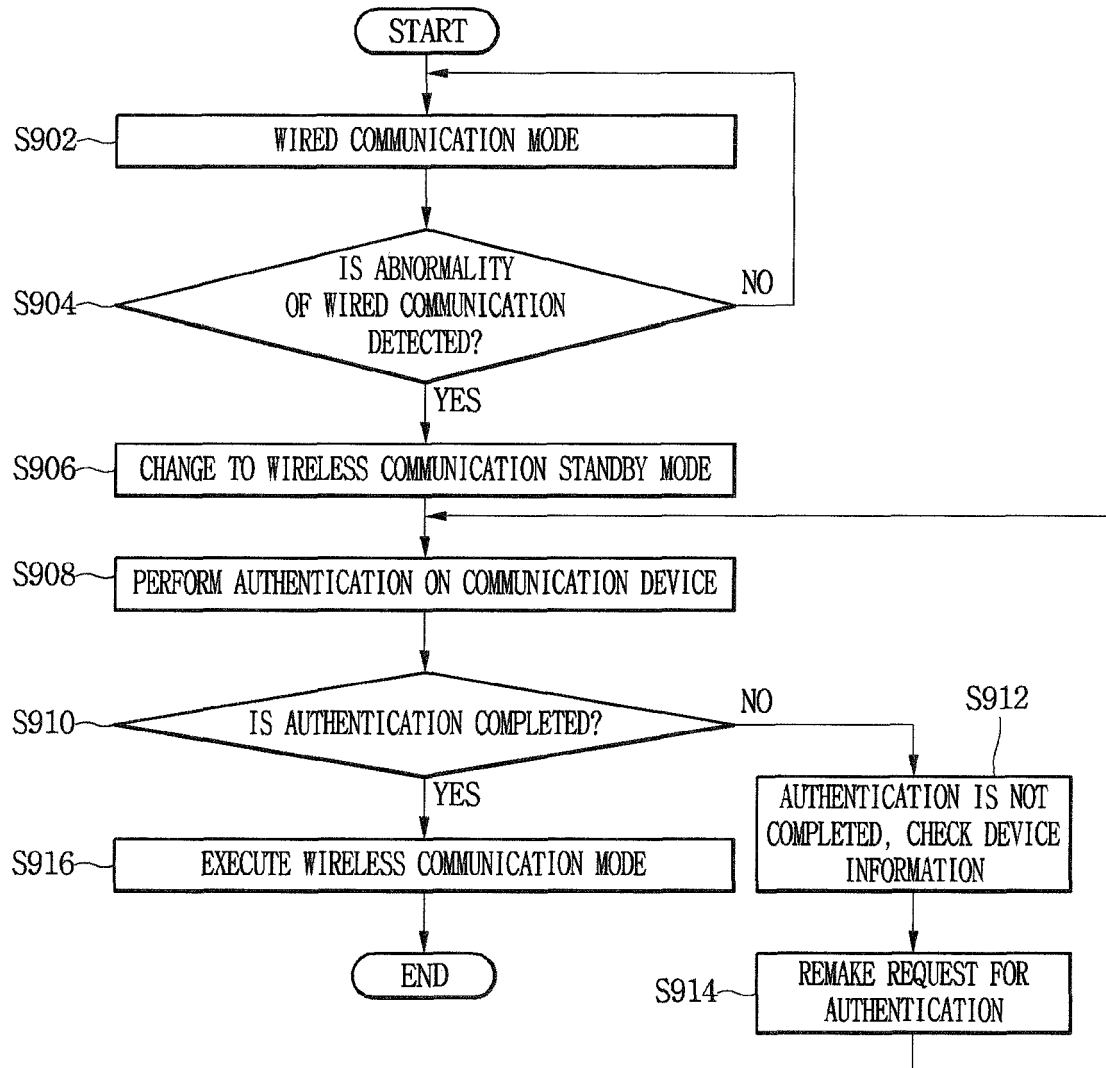 START
S902
WIRED COMMUNICATION MODE
S904
IS ABNORMALITY
OF WIRED COMMUNICATION
DETECTED?
NO
YES
S906
CHANGE TO WIRELESS COMMUNICATION STANDBY MODE
S908
PERFORM AUTHENTICATION ON COMMUNICATION DEVICE
S910
IS AUTHENTICATION COMPLETED?
NO
S912
YES
AUTHENTICATION IS NOT
COMPLETED, CHECK DEVICE
INFORMATION
S916
EXECUTE WIRELESS COMMUNICATION MODE
END
S914
REMAKE REQUEST FOR
AUTHENTICATION